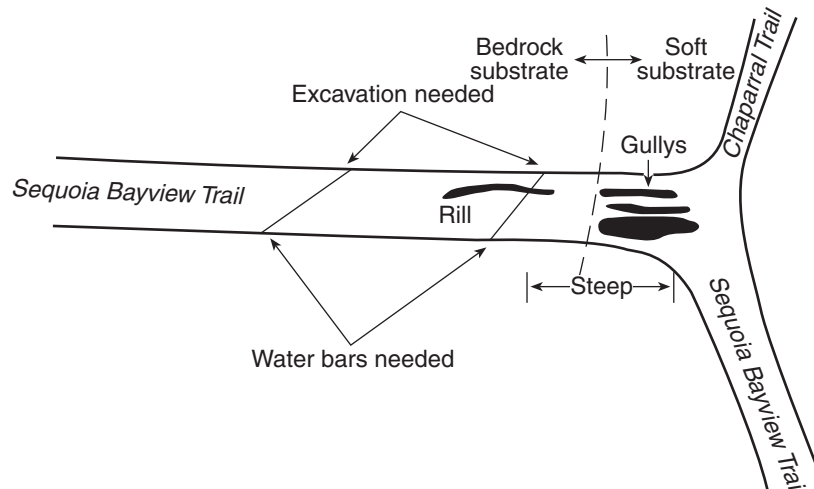 Bedrock
substrate
Soft
substrate
Chaparral Trail
Excavation needed
Gullys
Sequoia Bayview Trail
Rill
Steep
Water bars needed
Sequoia Bayview Trail